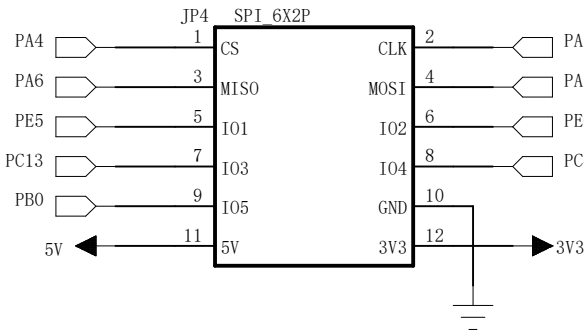 JP4 SPI_6X2P
PA4 1 CS CLK 2 PA
PA6 3 MISO MOSI 4 PA
PE5 5 IO1 IO2 6 PE
PC13 7 IO3 IO4 8 PC
PB0 9 IO5 GND 10
5V 11 5V 3V3 12 3V3